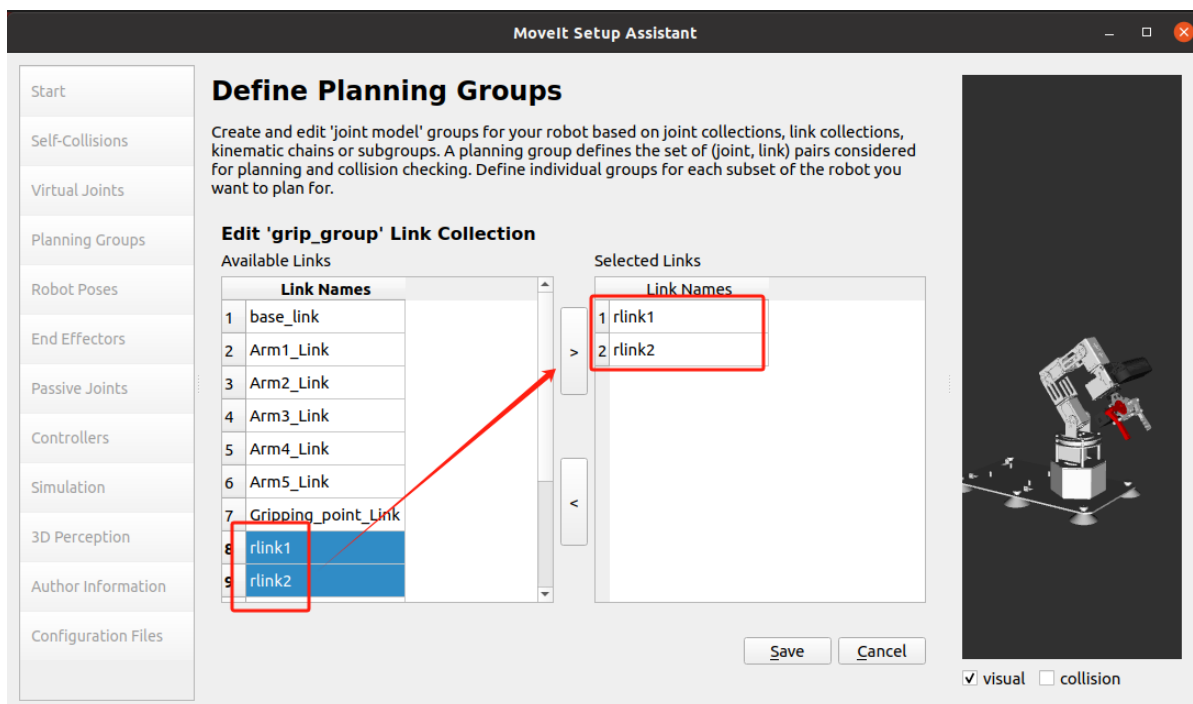 MoveIt Setup Assistant
Start
Self-Collisions
Virtual Joints
Planning Groups
Robot Poses
End Effectors
Passive Joints
Controllers
Simulation
3D Perception
Author Information
Configuration Files
Define Planning Groups
Create and edit 'joint model' groups for your robot based on joint collections, link collections,
kinematic chains or subgroups. A planning group defines the set of (joint, link) pairs considered
for planning and collision checking. Define individual groups for each subset of the robot you
want to plan for.
Edit 'grip_group' Link Collection
Available Links
Link Names
1 base_link
2 Arm1_Link
3 Arm2_Link
4 Arm3_Link
5 Arm4_Link
6 Arm5_Link
7 Gripping_point_Link
8 rlink1
9 rlink2
>
<
Selected Links
Link Names
1 rlink1
2 rlink2
Save Cancel
visual collision